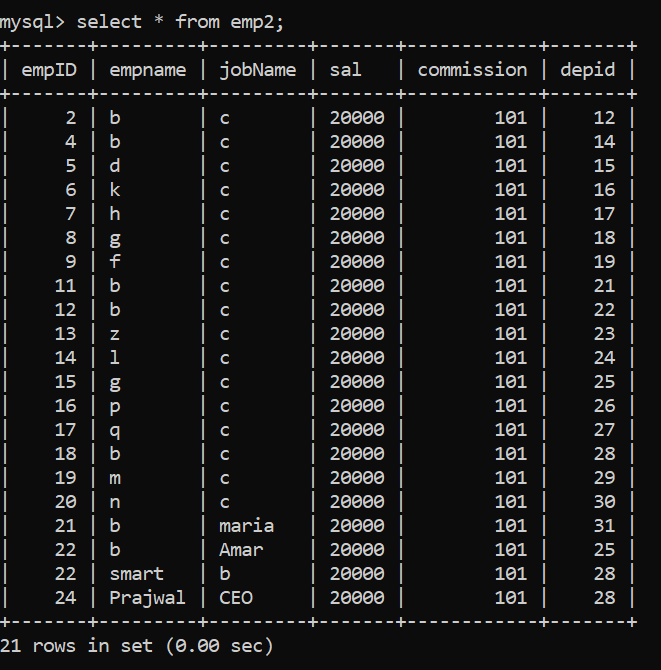 mysql> select * from emp2;
+-------+---------+---------+-------+------------+-------+
| empID | empname | jobName | sal   | commission | depid |
+-------+---------+---------+-------+------------+-------+
|     2 | b       | c       | 20000 |        101 |    12 |
|     4 | b       | c       | 20000 |        101 |    14 |
|     5 | d       | c       | 20000 |        101 |    15 |
|     6 | k       | c       | 20000 |        101 |    16 |
|     7 | h       | c       | 20000 |        101 |    17 |
|     8 | g       | c       | 20000 |        101 |    18 |
|     9 | f       | c       | 20000 |        101 |    19 |
|    11 | b       | c       | 20000 |        101 |    21 |
|    12 | b       | c       | 20000 |        101 |    22 |
|    13 | z       | c       | 20000 |        101 |    23 |
|    14 | l       | c       | 20000 |        101 |    24 |
|    15 | g       | c       | 20000 |        101 |    25 |
|    16 | p       | c       | 20000 |        101 |    26 |
|    17 | q       | c       | 20000 |        101 |    27 |
|    18 | b       | c       | 20000 |        101 |    28 |
|    19 | m       | c       | 20000 |        101 |    29 |
|    20 | n       | c       | 20000 |        101 |    30 |
|    21 | b       | maria   | 20000 |        101 |    31 |
|    22 | b       | Amar    | 20000 |        101 |    25 |
|    22 | smart   | b       | 20000 |        101 |    28 |
|    24 | Prajwal | CEO     | 20000 |        101 |    28 |
+-------+---------+---------+-------+------------+-------+
21 rows in set (0.00 sec)